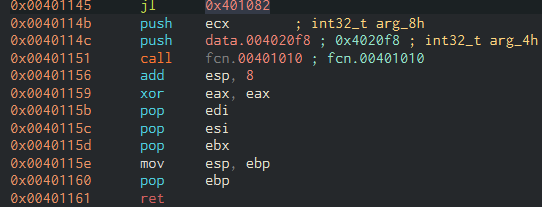 0x00401145 jl 0x401082
0x0040114b push ecx ; int32_t arg_8h
0x0040114c push data.004020f8 ; 0x4020f8 ; int32_t arg_4h
0x00401151 call fcn.00401010 ; fcn.00401010
0x00401156 add esp, 8
0x00401159 xor eax, eax
0x0040115b pop edi
0x0040115c pop esi
0x0040115d pop ebx
0x0040115e mov esp, ebp
0x00401160 pop ebp
0x00401161 ret